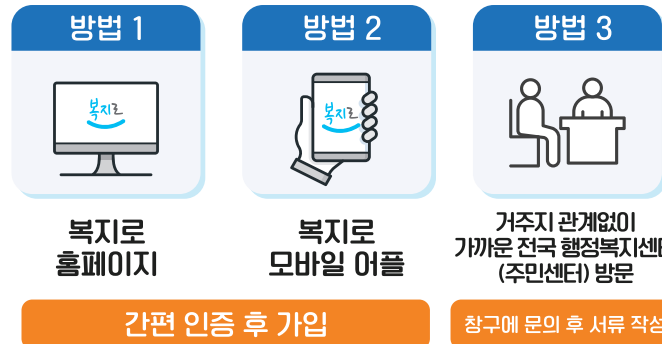 방법 1
방법 2
방법 3
복지로
복지로
복지로
홈페이지
복지로
모바일 어플
거주지 관계없이
가까운 전국 행정복지센터
(주민센터) 방문
간편 인증 후 가입
창구에 문의 후 서류 작성